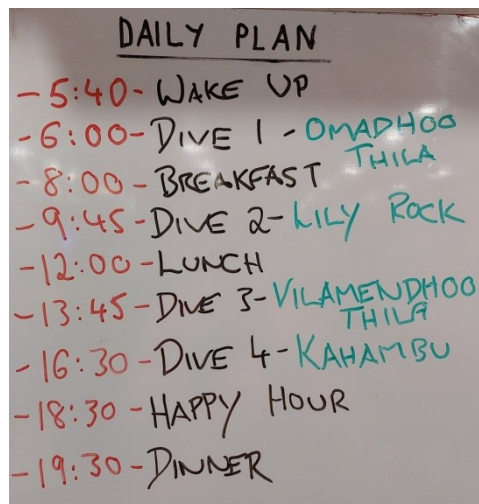 DAILY PLAN
-5:40-WAKE UP
-6:00-DIVE 1-OMADHOO
THILA
-8:00-BREAKFAST
-9:45-DIVE 2-LILY ROCK
-12:00-LUNCH
-13:45-DIVE 3-VILAMENDHOO
THILA
-16:30-DIVE 4-KAHAMBU
-18:30-HAPPY HOUR
-19:30-DINNER